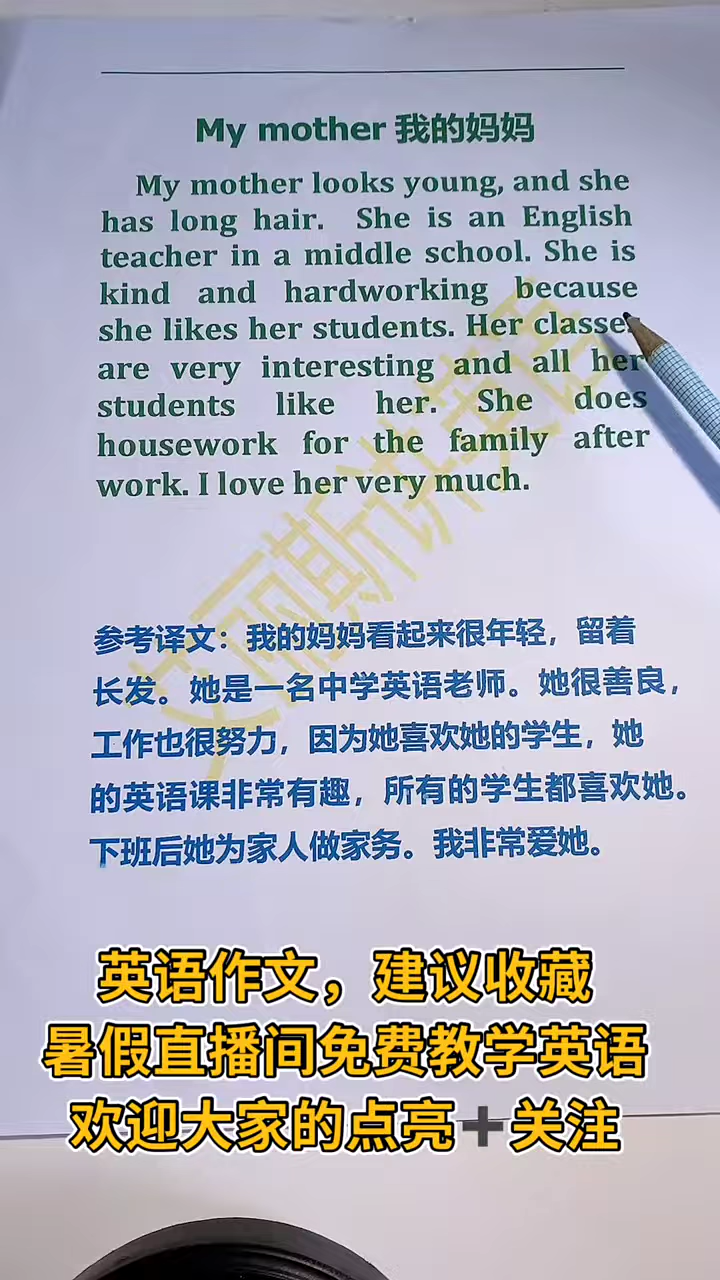 My mother 我的妈妈
My mother looks young, and she
has long hair. She is an English
teacher in a middle school. She is
kind and hardworking because
she likes her students. Her classe
are very interesting and all her
students like her. She does
housework for the family after
work. I love her very much.
艾丽斯讲英语
参考译文：我的妈妈看起来很年轻，留着
长发。她是一名中学英语老师。她很善良，
工作也很努力，因为她喜欢她的学生，她
的英语课非常有趣，所有的学生都喜欢她。
下班后她为家人做家务。我非常爱她。
英语作文，建议收藏
暑假直播间免费教学英语
欢迎大家的点亮➕关注